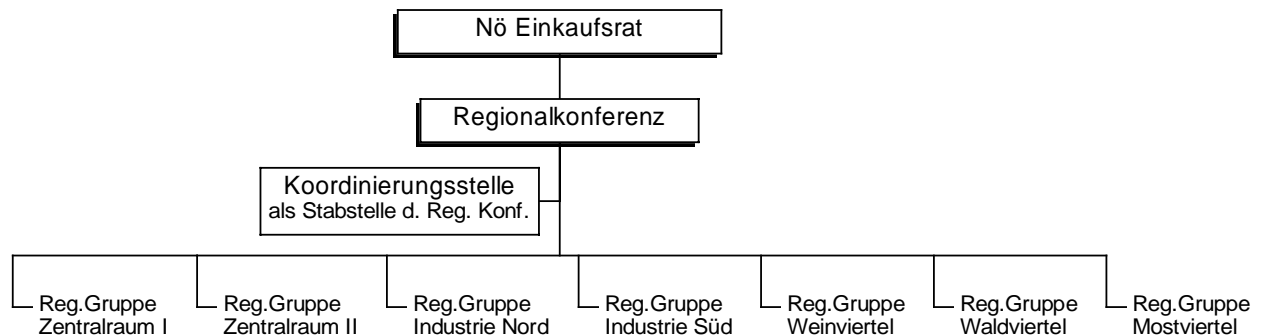 Nö Einkaufsrat
Regionalkonferenz
Koordinierungsstelle
als Stabstelle d. Reg. Konf.
Reg.Gruppe
Zentralraum I
Reg.Gruppe
Zentralraum II
Reg.Gruppe
Industrie Nord
Reg.Gruppe
Industrie Süd
Reg.Gruppe
Weinviertel
Reg.Gruppe
Waldviertel
Reg.Gruppe
Mostviertel